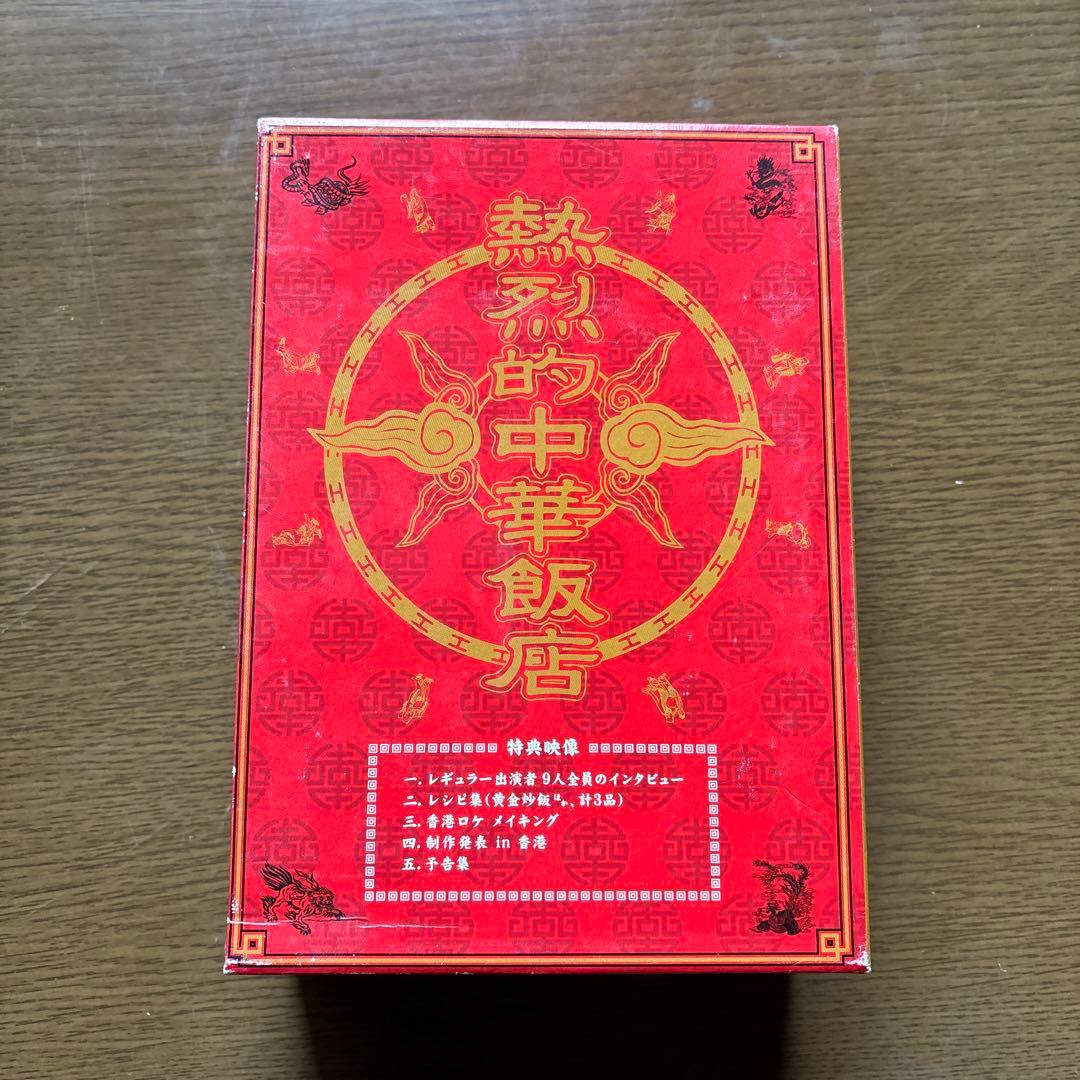 熱烈的中華飯店
特典映像
一. レギュラー出演者 9人全員のインタビュー
二. レシピ集(黄金炒飯ほか、計3品)
三. 香港ロケ メイキング
四. 制作発表 in 香港
五. 予告集